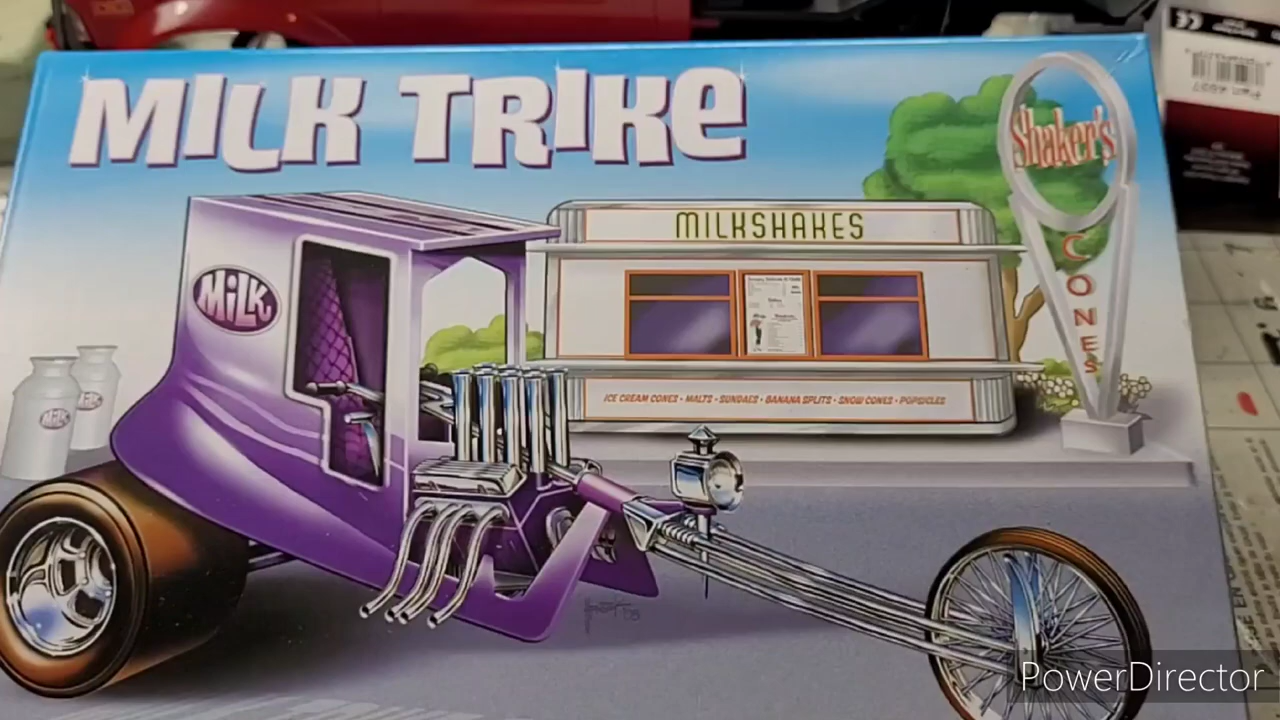 MILK TRIKE
Shaker's
CONES
MILKSHAKES
MILK
MILK
MILK
ICE CREAM CONES • MALTS • SUNDAES • BANANA SPLITS • SNOW CONES • POPSICLES
CE
PowerDirector